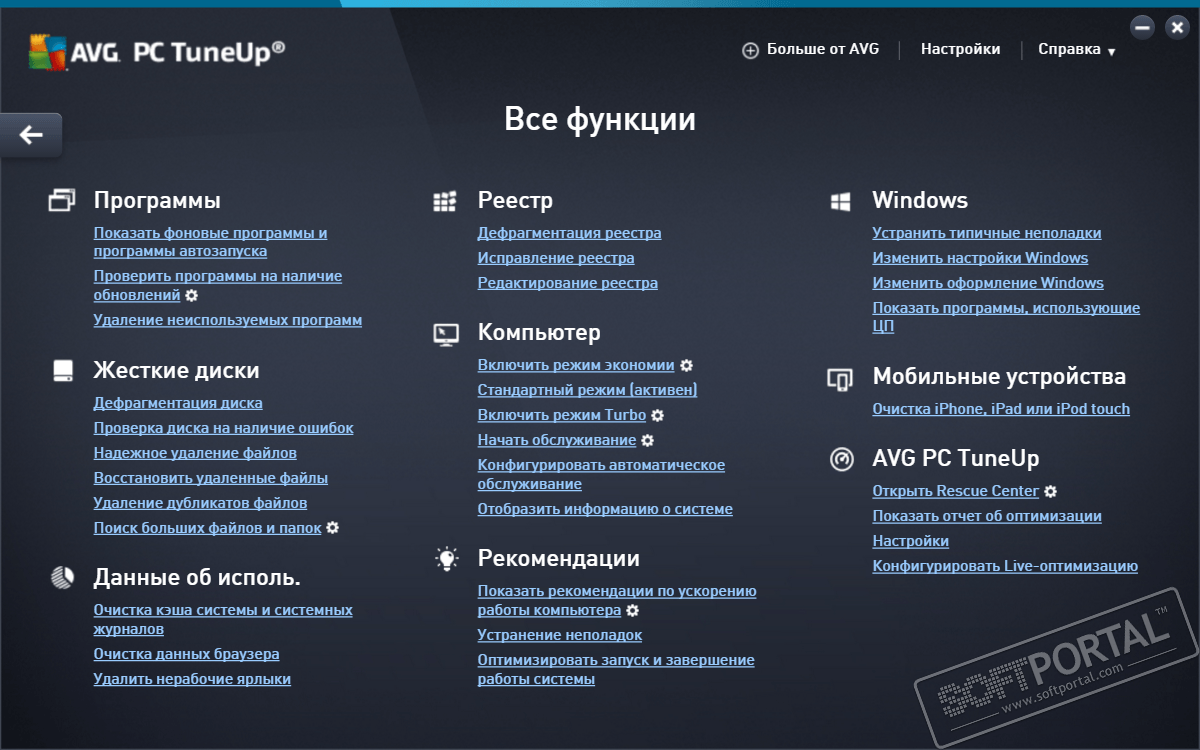 AVG. PC TuneUp®
Больше от AVG
Настройки
Справка
Все функции
Программы
Показать фоновые программы и
программы автозапуска
Проверить программы на наличие
обновлений
Удаление неиспользуемых программ
Жесткие диски
Дефрагментация диска
Проверка диска на наличие ошибок
Надежное удаление файлов
Восстановить удаленные файлы
Удаление дубликатов файлов
Поиск больших файлов и папок
Данные об исполь.
Очистка кэша системы и системных
журналов
Очистка данных браузера
Удалить нерабочие ярлыки
Реестр
Дефрагментация реестра
Исправление реестра
Редактирование реестра
Компьютер
Включить режим экономии
Стандартный режим (активен)
Включить режим Turbo
Начать обслуживание
Конфигурировать автоматическое
обслуживание
Отобразить информацию о системе
Рекомендации
Показать рекомендации по ускорению
работы компьютера
Устранение неполадок
Оптимизировать запуск и завершение
работы системы
Windows
Устранить типичные неполадки
Изменить настройки Windows
Изменить оформление Windows
Показать программы, использующие
ЦП
Мобильные устройства
Очистка iPhone, iPad или iPod touch
AVG PC TuneUp
Открыть Rescue Center
Показать отчет об оптимизации
Настройки
Конфигурировать Live-оптимизацию
SOFTPORTAL™
www.softportal.com